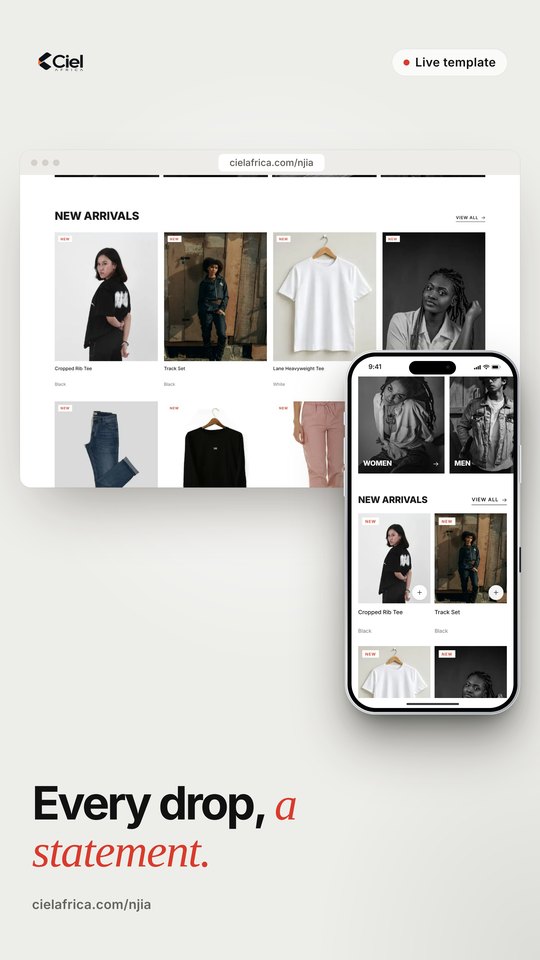 Ciel
AFRICA
Live template
cielafrica.com/njia
NEW ARRIVALS
VIEW ALL →
NEW
NEW
NEW
Cropped Rib Tee
Track Set
Lane Heavyweight Tee
Black
Black
White
NEW
NEW
NEW
9:41
WOMEN →
MEN
NEW ARRIVALS
VIEW ALL →
NEW
NEW
Cropped Rib Tee
Track Set
Black
Black
NEW
NEW
Every drop, a
statement.
cielafrica.com/njia